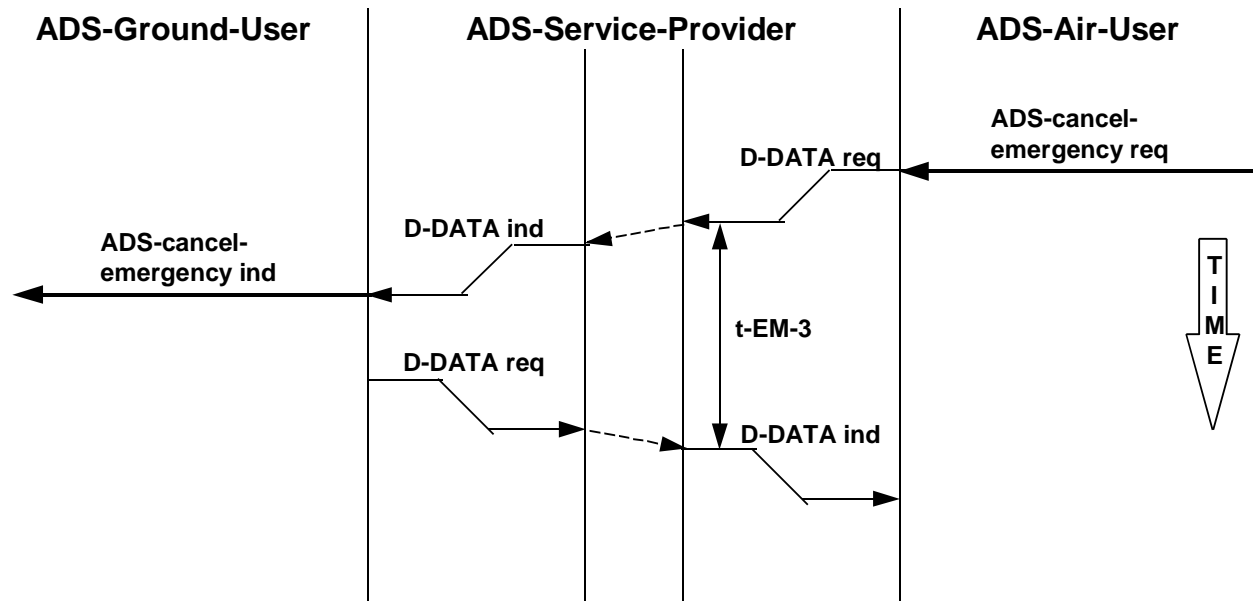 ADS-Ground-User
ADS-Service-Provider
ADS-Air-User
ADS-cancel-
emergency req
D-DATA req
D-DATA ind
ADS-cancel-
emergency ind
T
I
M
E
t-EM-3
D-DATA req
D-DATA ind